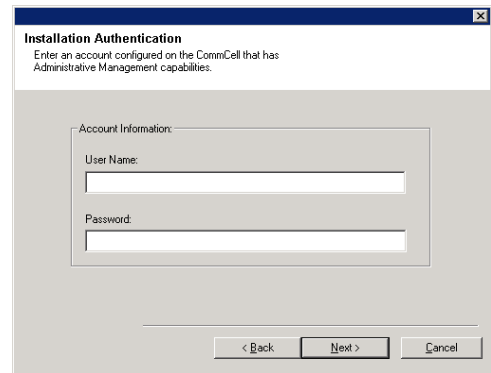 Installation Authentication
Enter an account configured on the CommCell that has
Administrative Management capabilities.
Account Information:
User Name:
Password:
< Back
Next >
Cancel